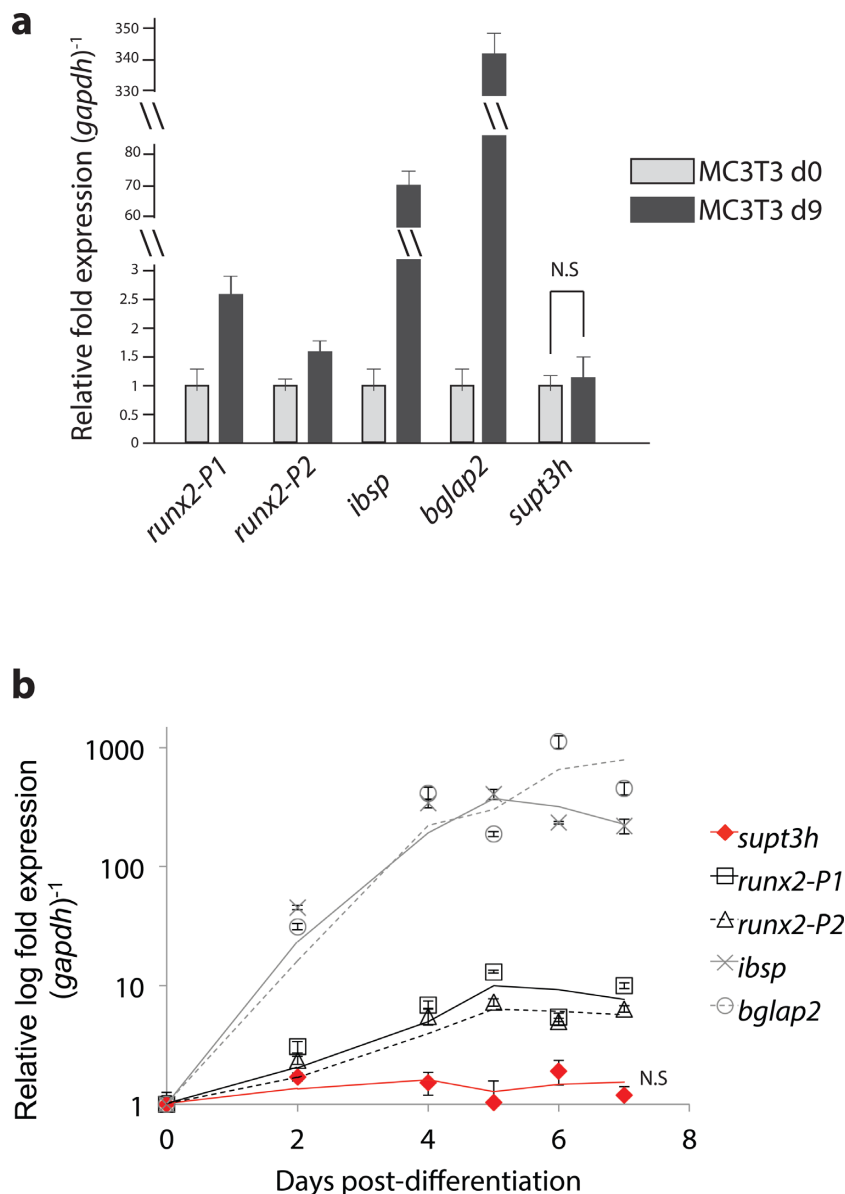 a
Relative fold expression (gapdh)-1
350
340
330
80
70
60
3
2.5
2
1.5
1
0.5
0
MC3T3 d0
MC3T3 d9
N.S
runx2-P1
runx2-P2
ibsp
bglap2
supt3h
b
Relative log fold expression
(gapdh)-1
1000
100
10
1
N.S
0 2 4 6 8
Days post-differentiation
supt3h
runx2-P1
runx2-P2
ibsp
bglap2